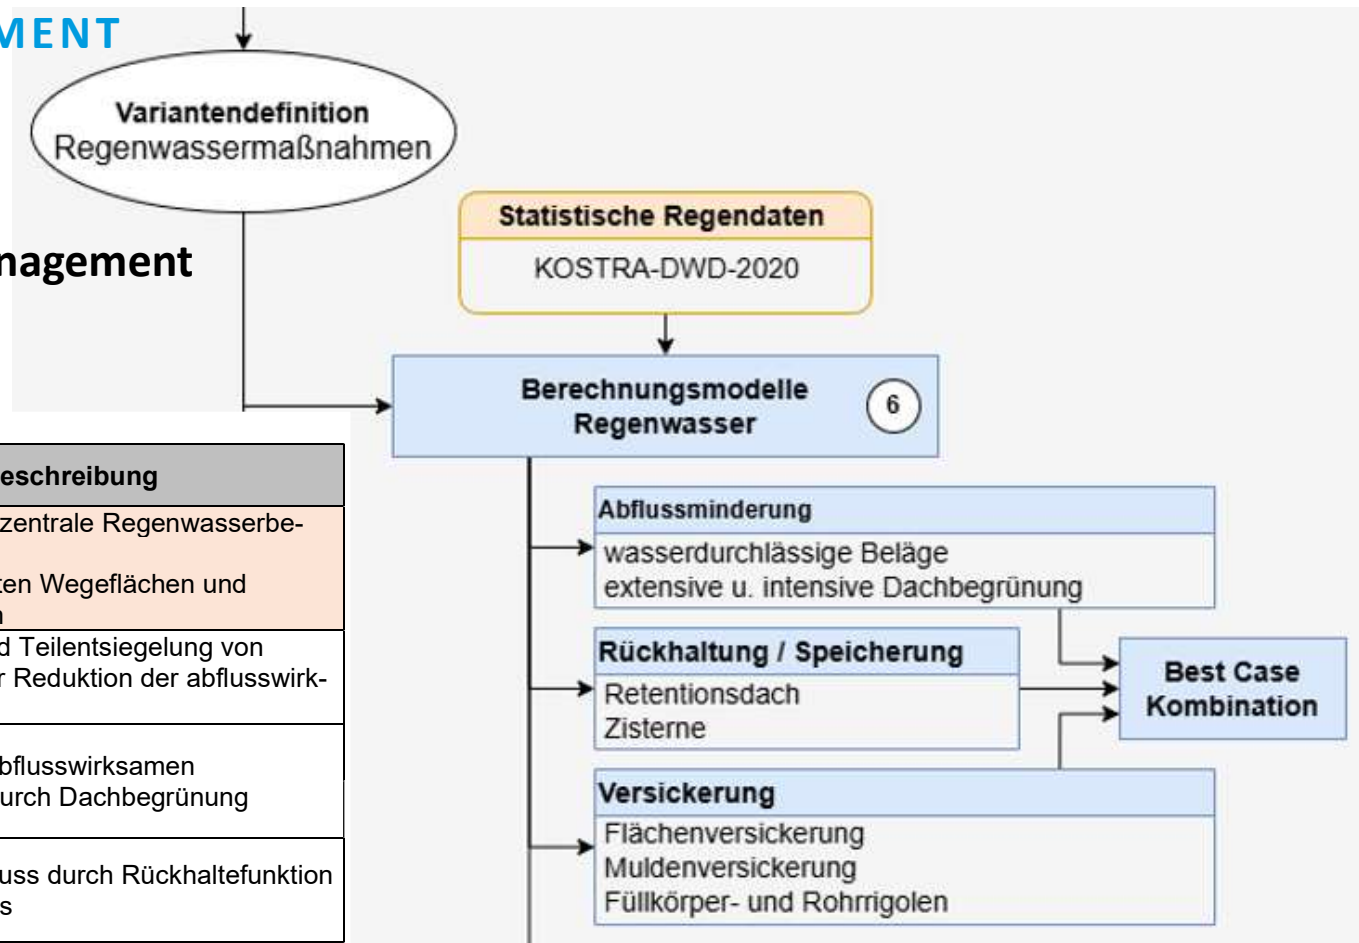 MENT
Variantendefinition
Regenwassermaßnahmen
nagement
Statistische Regendaten
KOSTRA-DWD-2020
Berechnungsmodelle
Regenwasser
6
Abflussminderung
wasserdurchlässige Beläge
extensive u. intensive Dachbegrünung
Rückhaltung / Speicherung
Retentionsdach
Zisterne
Versickerung
Flächenversickerung
Muldenversickerung
Füllkörper- und Rohrrigolen
Best Case
Kombination
eschreibung
zentrale Regenwasserbe-
ten Wegeflächen und
n
d Teilentsiegelung von
r Reduktion der abflusswirk-
bflusswirksamen
urch Dachbegrünung
uss durch Rückhaltefunktion
s